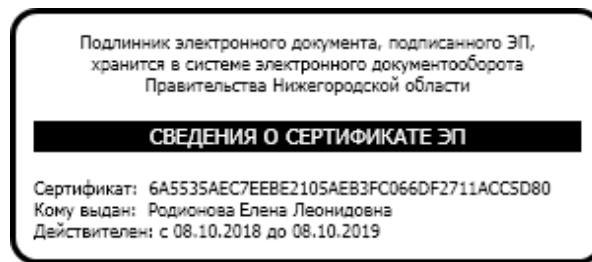 Подлинник электронного документа, подписанного ЭП,
хранится в системе электронного документооборота
Правительства Нижегородской области
СВЕДЕНИЯ О СЕРТИФИКАТЕ ЭП
Сертификат: 6A5535AEC7EEBE2105AEB3FC066DF2711ACC5D80
Кому выдан: Родионова Елена Леонидовна
Действителен: с 08.10.2018 до 08.10.2019